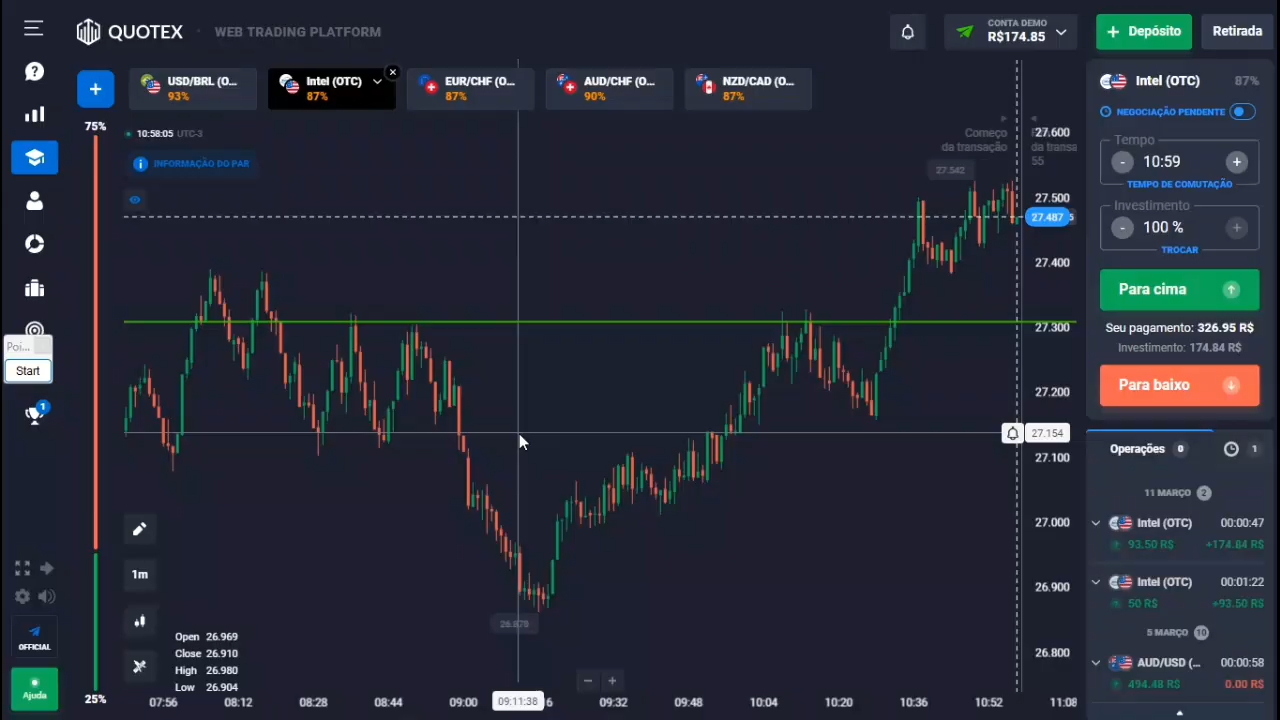 QUOTEX
WEB TRADING PLATFORM
CONTA DEMO
R$174.85
+ Depósito
Retirada
+
USD/BRL (O...
93%
Intel (OTC)
87%
EUR/CHF (O...
87%
AUD/CHF (O...
90%
NZD/CAD (O...
87%
75%
10:58:05 UTC-3
INFORMAÇÃO DO PAR
Começo
da transação
da transa
55
27.542
27.600
27.500
27.487
27.400
27.300
27.200
27.154
27.100
27.000
26.900
26.800
26.879
1m
Open 26.969
Close 26.910
High 26.980
Low 26.904
25%
07:56
08:12
08:28
08:44
09:00
09:11:38
6
09:32
09:48
10:04
10:20
10:36
10:52
11:08
Intel (OTC)
87%
NEGOCIAÇÃO PENDENTE
Tempo
- 10:59 +
TEMPO DE COMUTAÇÃO
Investimento
- 100 % +
TROCAR
Para cima
Seu pagamento: 326.95 R$
Investimento: 174.84 R$
Para baixo
Operações 0
1
11 MARÇO 2
Intel (OTC) 00:00:47
93.50 R$ +174.84 R$
Intel (OTC) 00:01:22
50 R$ +93.50 R$
5 MARÇO 10
AUD/USD (... 00:00:58
494.48 R$ 0.00 R$
Poi...
Start
1
OFFICIAL
Ajuda